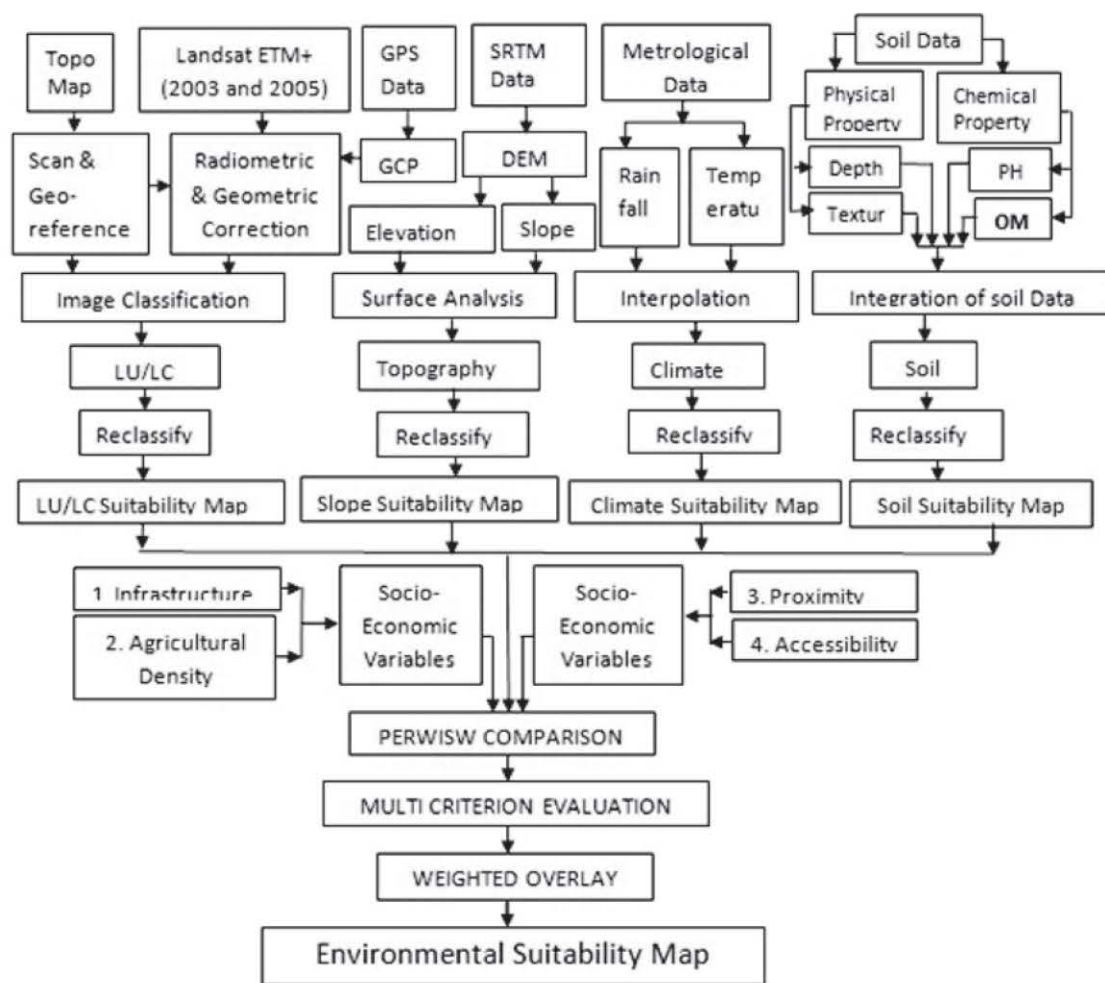 Topo
Map
Landsat ETM+
(2003 and 2005)
GPS
Data
SRTM
Data
Metrological
Data
Soil Data
Physical
Property
Chemical
Property
Scan &
Geo-
reference
Radiometric
& Geometric
Correction
GCP
DEM
Rain
fall
Temp
eratu
Depth
PH
Textur
OM
Elevation
Slope
Image Classification
Surface Analysis
Interpolation
Integration of soil Data
LU/LC
Topography
Climate
Soil
Reclassify
Reclassify
Reclassify
Reclassify
LU/LC Suitability Map
Slope Suitability Map
Climate Suitability Map
Soil Suitability Map
1. Infrastructure
2. Agricultural
Density
Socio-
Economic
Variables
Socio-
Economic
Variables
3. Proximity
4. Accessibility
PERWISW COMPARISON
MULTI CRITERION EVALUATION
WEIGHTED OVERLAY
Environmental Suitability Map